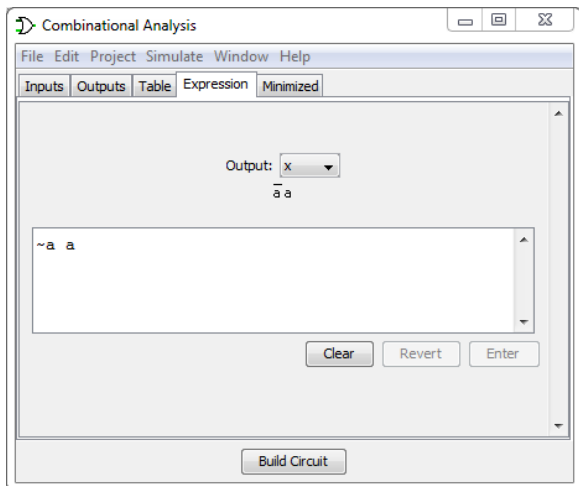 Combinational Analysis
File Edit Project Simulate Window Help
Inputs Outputs Table Expression Minimized
Output: x
a̅ a
~a a
Clear Revert Enter
Build Circuit